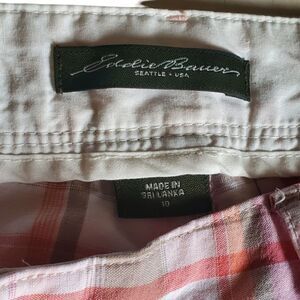 Eddie Bauer
SEATTLE • USA
MADE IN
SRI LANKA
10